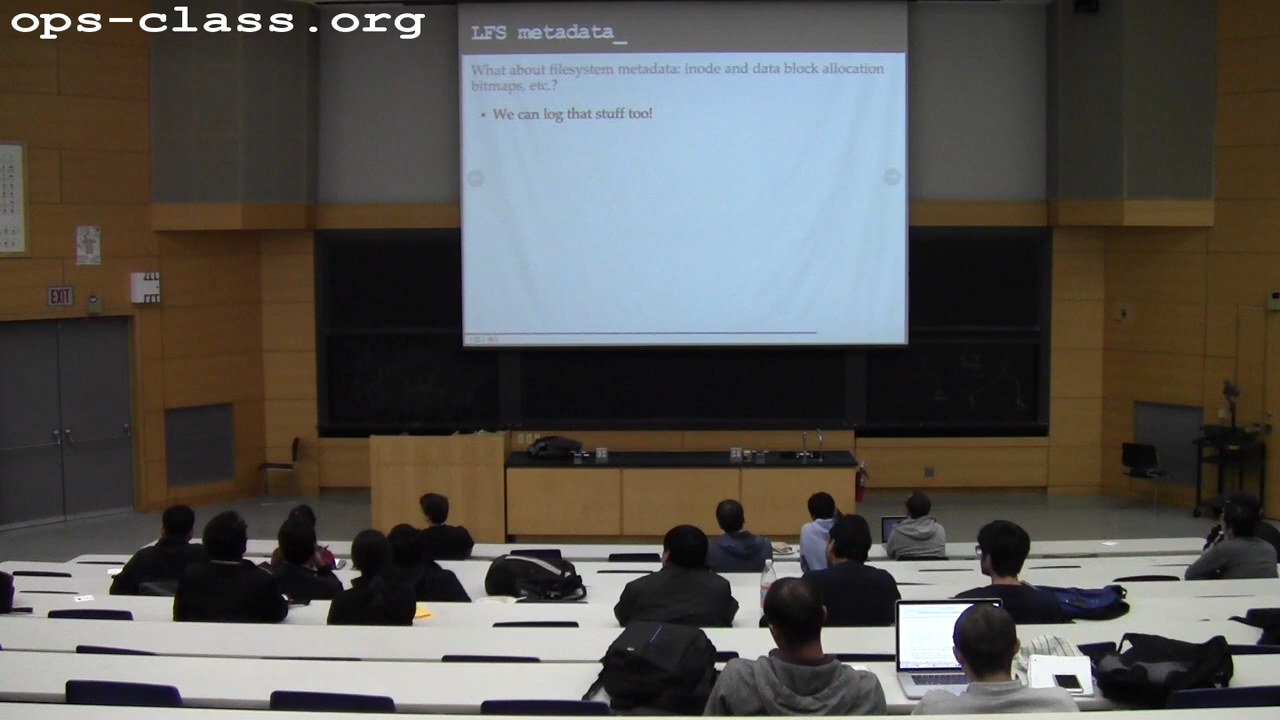 ops-class.org
LFS metadata_
What about filesystem metadata: inode and data block allocation
bitmaps, etc.?
• We can log that stuff too!
EXIT